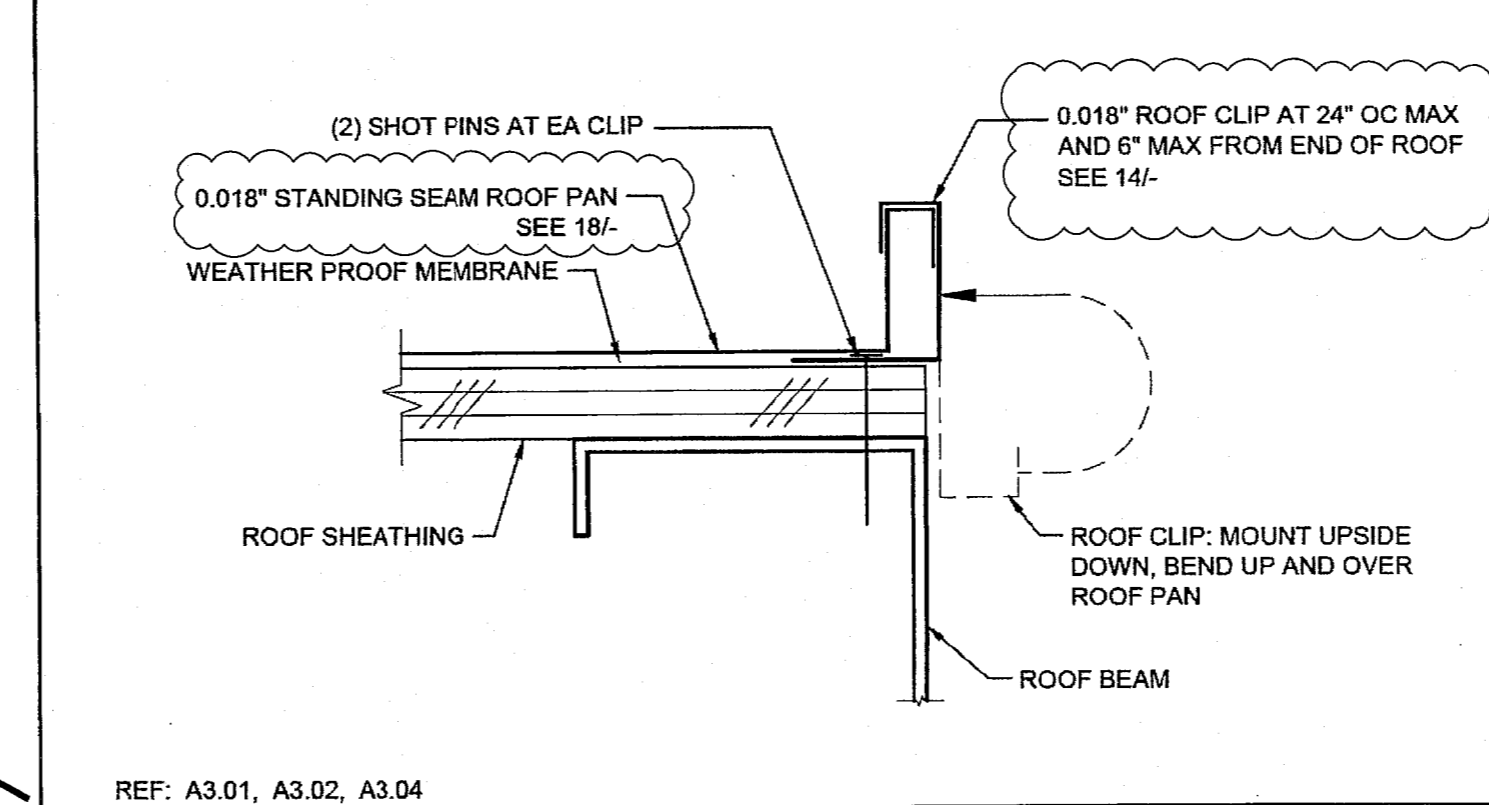 (2) SHOT PINS AT EA CLIP
0.018" STANDING SEAM ROOF PAN
SEE 18/-
WEATHER PROOF MEMBRANE
0.018" ROOF CLIP AT 24" OC MAX
AND 6" MAX FROM END OF ROOF
SEE 14/-
ROOF SHEATHING
ROOF CLIP: MOUNT UPSIDE
DOWN, BEND UP AND OVER
ROOF PAN
ROOF BEAM
REF: A3.01, A3.02, A3.04